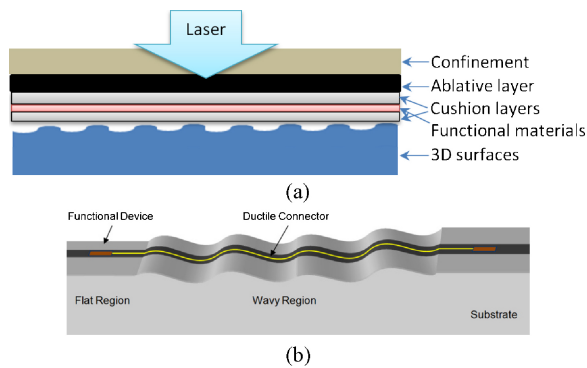 Laser
Confinement
Ablative layer
Cushion layers
Functional materials
3D surfaces
(a)
Functional Device
Ductile Connector
Flat Region
Wavy Region
Substrate
(b)